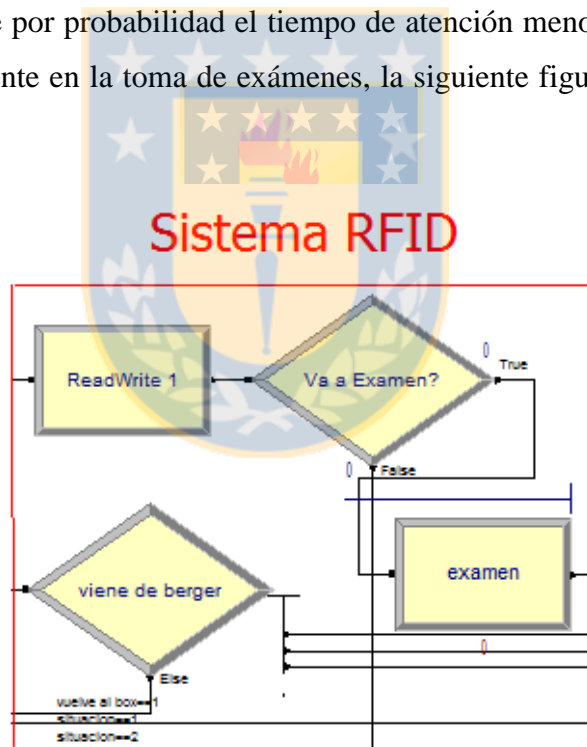 e por probabilidad el tiempo de atención meno
nte en la toma de exámenes, la siguiente figu
Sistema RFID
ReadWrite 1
Va a Examen?
0
True
0
False
examen
0
viene de berger
Else
vuelve al box==1
situacion==1
situacion==2